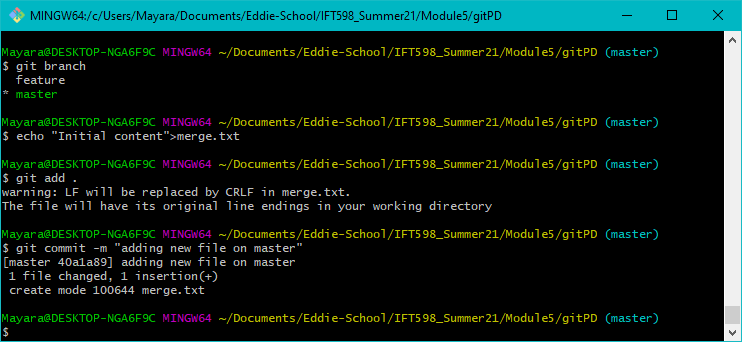 MINGW64:/c/Users/Mayara/Documents/Eddie-School/IFT598_Summer21/Module5/gitPD
Mayara@DESKTOP-NGA6F9C MINGW64 ~/Documents/Eddie-School/IFT598_Summer21/Module5/gitPD (master)
$ git branch
  feature
* master
Mayara@DESKTOP-NGA6F9C MINGW64 ~/Documents/Eddie-School/IFT598_Summer21/Module5/gitPD (master)
$ echo "Initial content">merge.txt
Mayara@DESKTOP-NGA6F9C MINGW64 ~/Documents/Eddie-School/IFT598_Summer21/Module5/gitPD (master)
$ git add .
warning: LF will be replaced by CRLF in merge.txt.
The file will have its original line endings in your working directory
Mayara@DESKTOP-NGA6F9C MINGW64 ~/Documents/Eddie-School/IFT598_Summer21/Module5/gitPD (master)
$ git commit -m "adding new file on master"
[master 40a1a89] adding new file on master
 1 file changed, 1 insertion(+)
 create mode 100644 merge.txt
Mayara@DESKTOP-NGA6F9C MINGW64 ~/Documents/Eddie-School/IFT598_Summer21/Module5/gitPD (master)
$